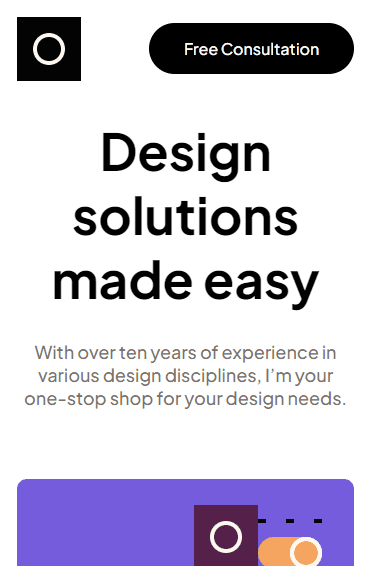 Free Consultation
Design
solutions
made easy
With over ten years of experience in
various design disciplines, I’m your
one-stop shop for your design needs.